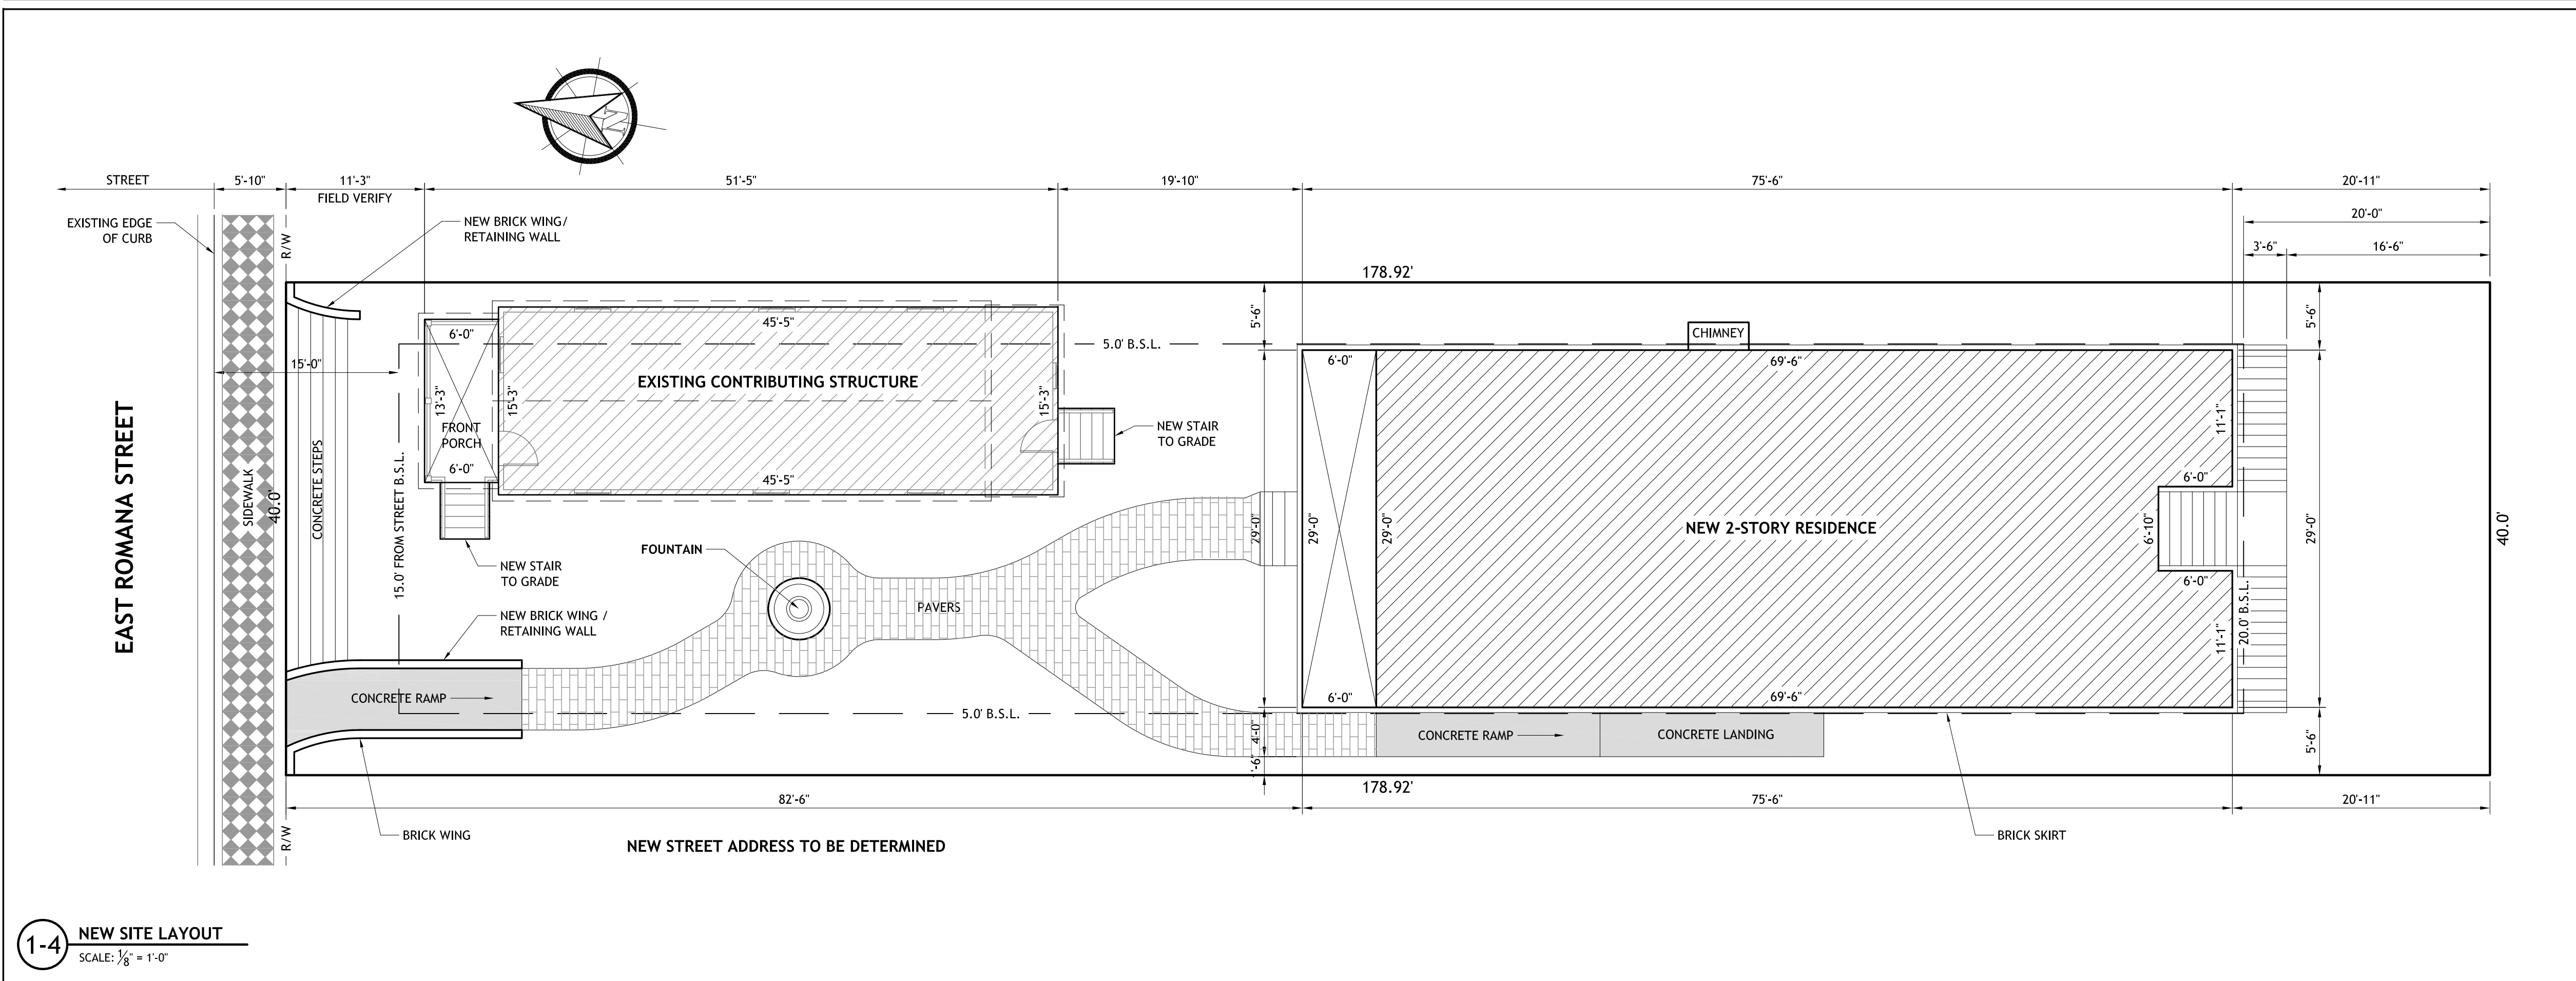 STREET
5'-10"
11'-3"
FIELD VERIFY
51'-5"
19'-10"
75'-6"
20'-11"
20'-0"
3'-6"
16'-6"
N
EXISTING EDGE
OF CURB
R/W
NEW BRICK WING/
RETAINING WALL
178.92'
5'-6"
5'-6"
6'-0"
45'-5"
5.0' B.S.L.
CHIMNEY
6'-0"
69'-6"
15'-0"
EXISTING CONTRIBUTING STRUCTURE
13'-3"
15'-3"
15'-3"
FRONT
PORCH
6'-0"
45'-5"
NEW STAIR
TO GRADE
11'-1"
6'-0"
EAST ROMANA STREET
SIDEWALK
40.0'
CONCRETE STEPS
15.0' FROM STREET B.S.L.
29'-0"
29'-0"
29'-0"
NEW 2-STORY RESIDENCE
6'-10"
29'-0"
40.0'
FOUNTAIN
NEW STAIR
TO GRADE
6'-0"
20.0' B.S.L.
PAVERS
NEW BRICK WING /
RETAINING WALL
11'-1"
CONCRETE RAMP
5.0' B.S.L.
6'-0"
69'-6"
4'-0"
CONCRETE RAMP
CONCRETE LANDING
5'-6"
178.92'
82'-6"
75'-6"
20'-11"
R/W
BRICK WING
BRICK SKIRT
NEW STREET ADDRESS TO BE DETERMINED
1-4
NEW SITE LAYOUT
SCALE: 1/8" = 1'-0"